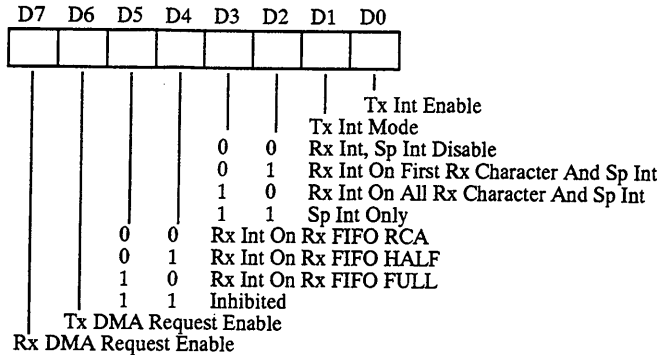 D7 D6 D5 D4 D3 D2 D1 D0
Tx Int Enable
Tx Int Mode
0 0 Rx Int, Sp Int Disable
0 1 Rx Int On First Rx Character And Sp Int
1 0 Rx Int On All Rx Character And Sp Int
1 1 Sp Int Only
0 0 Rx Int On Rx FIFO RCA
0 1 Rx Int On Rx FIFO HALF
1 0 Rx Int On Rx FIFO FULL
1 1 Inhibited
Tx DMA Request Enable
Rx DMA Request Enable